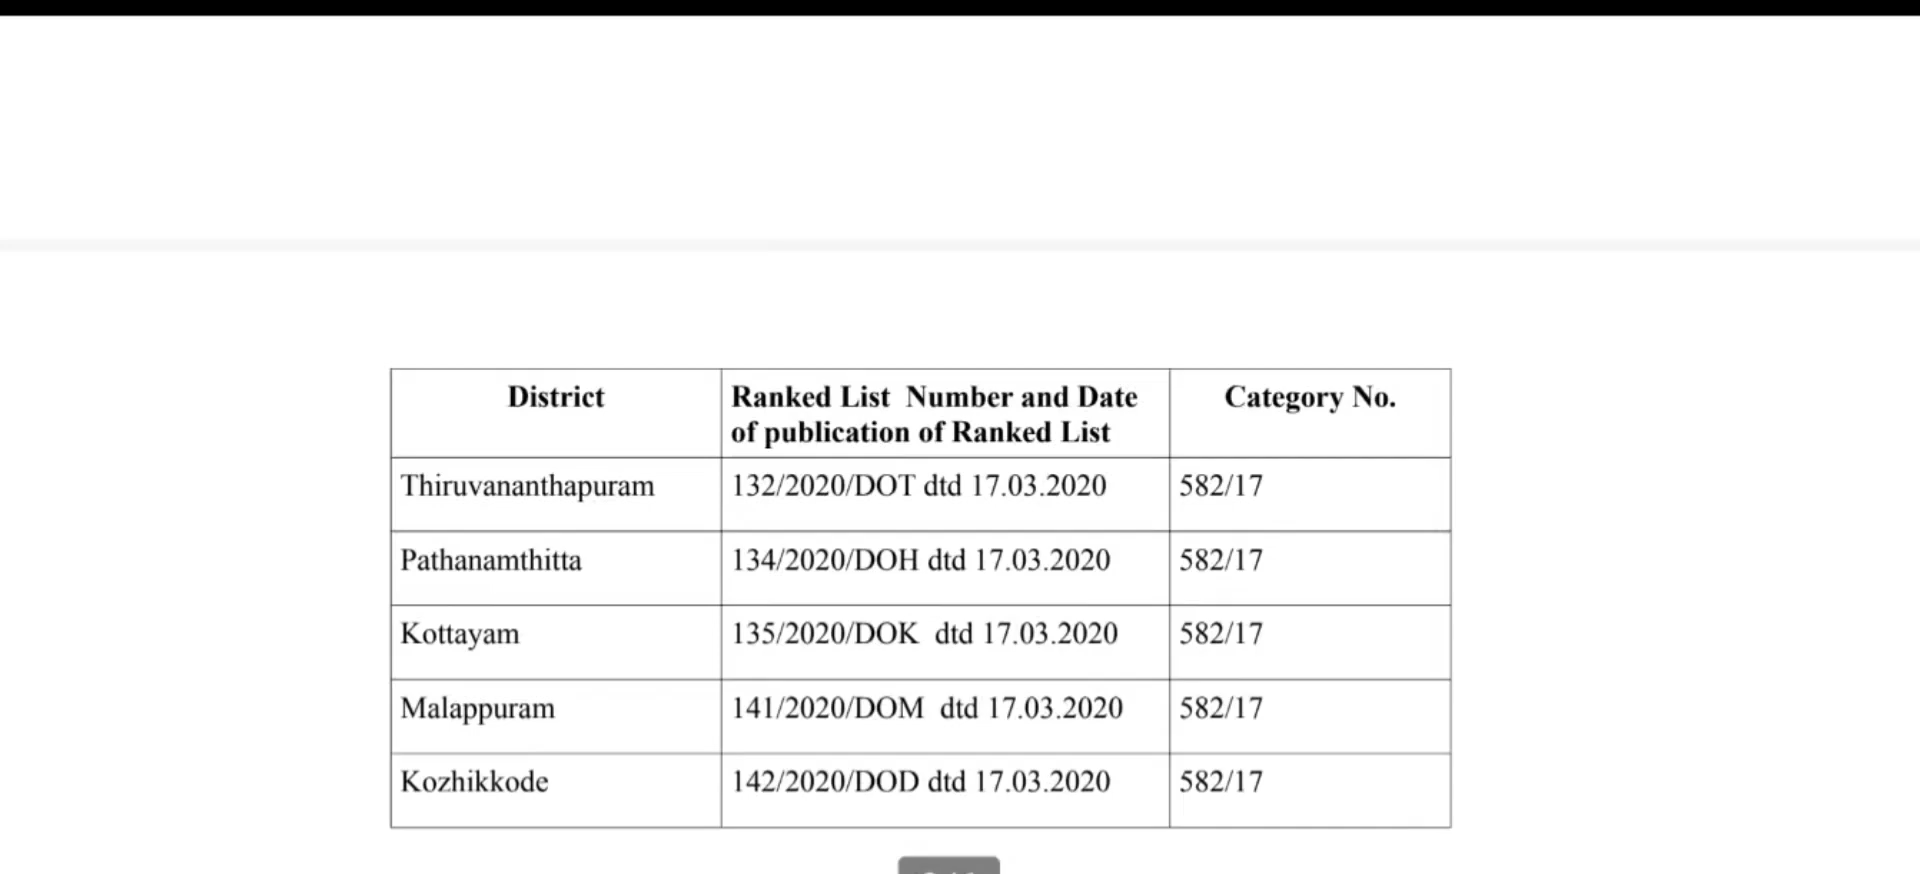 District Ranked List Number and Date Category No.
of publication of Ranked List
Thiruvananthapuram 132/2020/DOT dtd 17.03.2020 582/17
Pathanamthitta 134/2020/DOH dtd 17.03.2020 582/17
Kottayam 135/2020/DOK dtd 17.03.2020 582/17
Malappuram 141/2020/DOM dtd 17.03.2020 582/17
Kozhikkode 142/2020/DOD dtd 17.03.2020 582/17